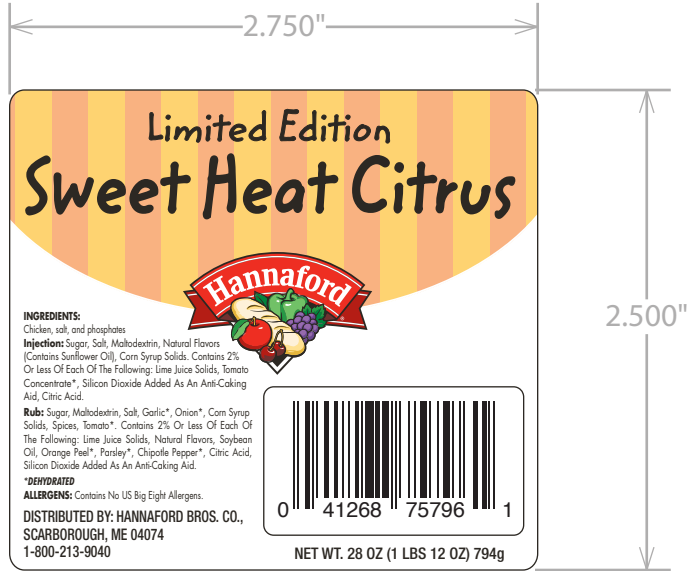 2.750"
Limited Edition
Sweet Heat Citrus
Hannaford
®
2.500"
INGREDIENTS:
Chicken, salt, and phosphates
Injection: Sugar, Salt, Maltodextrin, Natural Flavors
(Contains Sunflower Oil), Corn Syrup Solids. Contains 2%
Or Less Of Each Of The Following: Lime Juice Solids, Tomato
Concentrate*, Silicon Dioxide Added As An Anti-Caking
Aid, Citric Acid.
Rub: Sugar, Maltodextrin, Salt, Garlic*, Onion*, Corn Syrup
Solids, Spices, Tomato*. Contains 2% Or Less Of Each Of
The Following: Lime Juice Solids, Natural Flavors, Soybean
Oil, Orange Peel*, Parsley*, Chipotle Pepper*, Citric Acid,
Silicon Dioxide Added As An Anti-Caking Aid.
*DEHYDRATED
ALLERGENS: Contains No US Big Eight Allergens.
DISTRIBUTED BY: HANNAFORD BROS. CO.,
SCARBOROUGH, ME 04074
1-800-213-9040
0 41268 75796 1
NET WT. 28 OZ (1 LBS 12 OZ) 794g